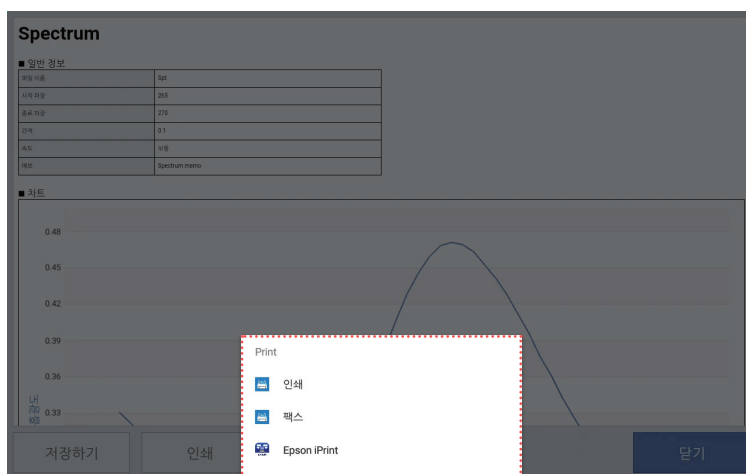 Spectrum
■ 일반 정보
파일 이름 Spt
시작 파장 265
종료 파장 270
간격 0.1
속도 보통
메모 Spectrum memo
■ 차트
0.48
0.45
0.42
0.39
0.36
0.33
흡광도
Print
인쇄
팩스
Epson iPrint
저장하기 인쇄 닫기